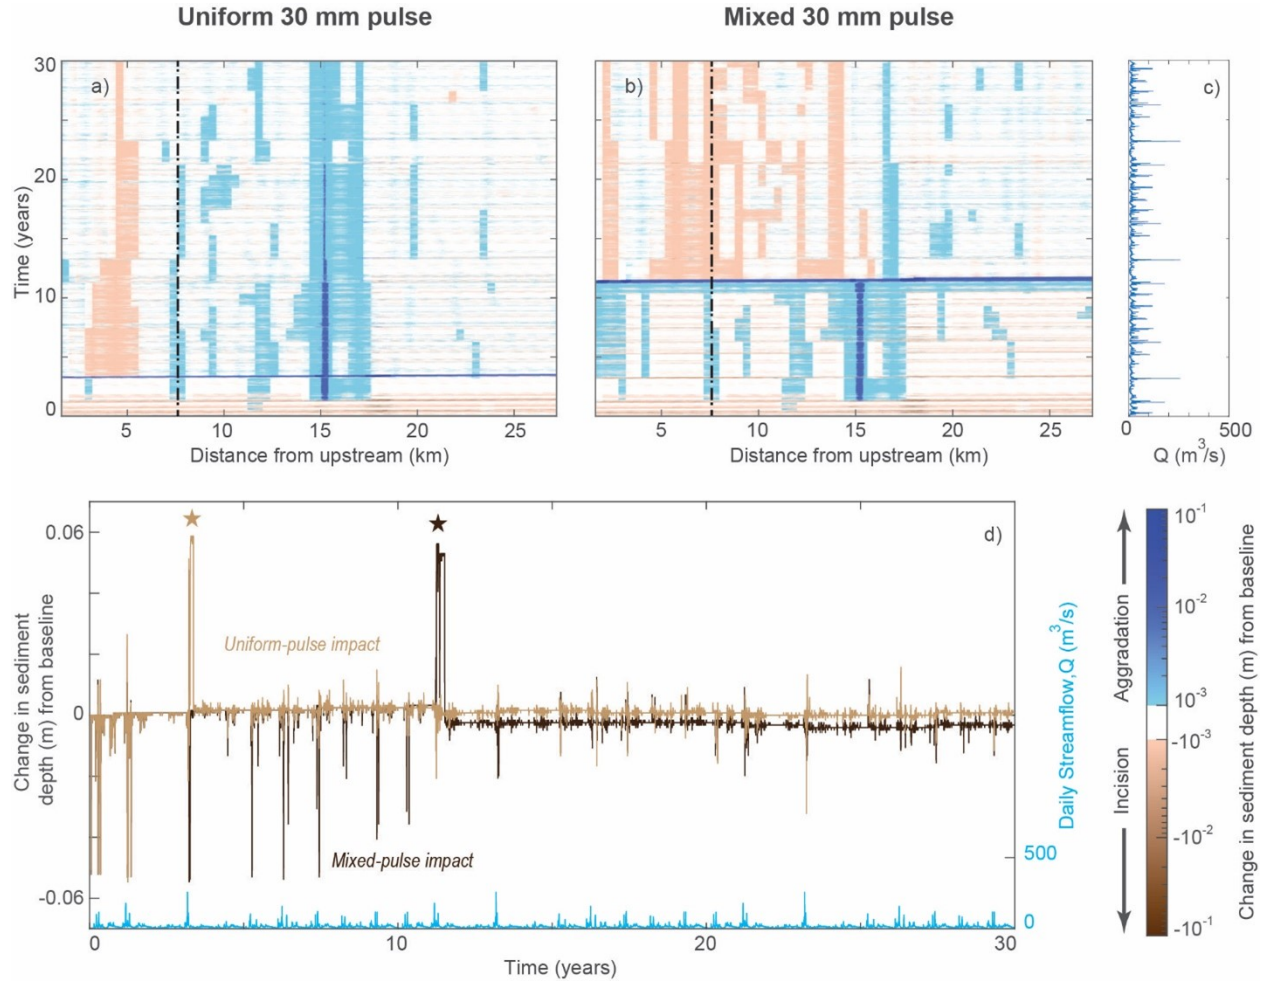 Uniform 30 mm pulse
Mixed 30 mm pulse
30
20
10
0
Time (years)
a)
b)
c)
5
10
15
20
25
Distance from upstream (km)
5
10
15
20
25
Distance from upstream (km)
0
500
Q (m³/s)
0.06
0
-0.06
Change in sediment
depth (m) from baseline
d)
Uniform-pulse impact
Mixed-pulse impact
0
10
20
30
Time (years)
500
0
Daily Streamflow,Q (m³/s)
Aggradation
Incision
10⁻¹
10⁻²
10⁻³
-10⁻³
-10⁻²
-10⁻¹
Change in sediment depth (m) from baseline